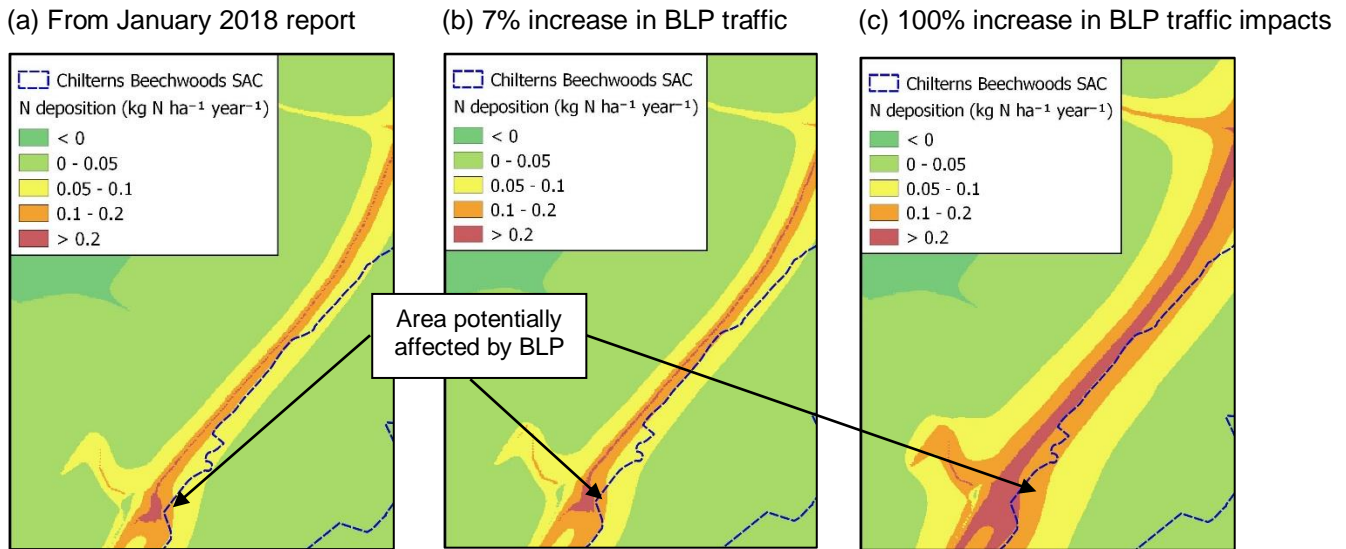 (a) From January 2018 report
Chilterns Beechwoods SAC
N deposition (kg N ha⁻¹ year⁻¹)
< 0
0 - 0.05
0.05 - 0.1
0.1 - 0.2
> 0.2
(b) 7% increase in BLP traffic
Chilterns Beechwoods SAC
N deposition (kg N ha⁻¹ year⁻¹)
< 0
0 - 0.05
0.05 - 0.1
0.1 - 0.2
> 0.2
(c) 100% increase in BLP traffic impacts
Chilterns Beechwoods SAC
N deposition (kg N ha⁻¹ year⁻¹)
< 0
0 - 0.05
0.05 - 0.1
0.1 - 0.2
> 0.2
Area potentially
affected by BLP